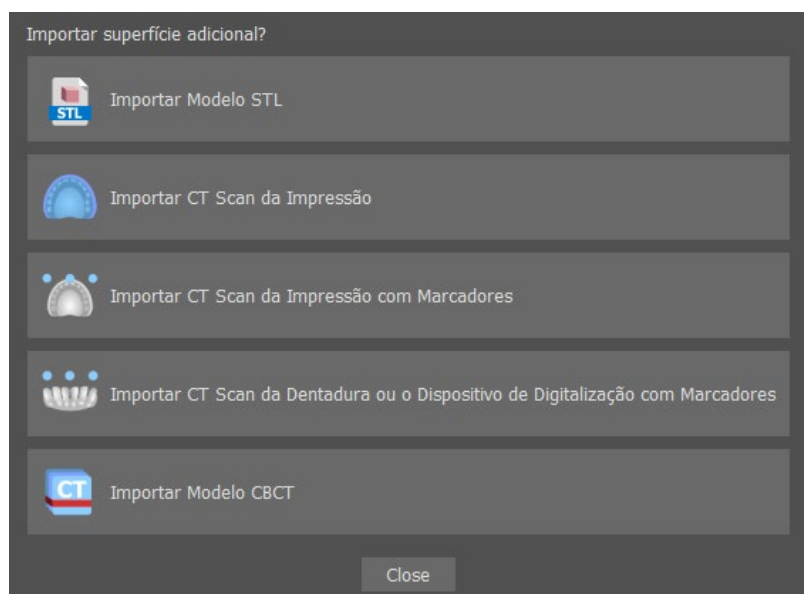 Importar superfície adicional?
STL
Importar Modelo STL
Importar CT Scan da Impressão
Importar CT Scan da Impressão com Marcadores
Importar CT Scan da Dentadura ou o Dispositivo de Digitalização com Marcadores
CT
Importar Modelo CBCT
Close